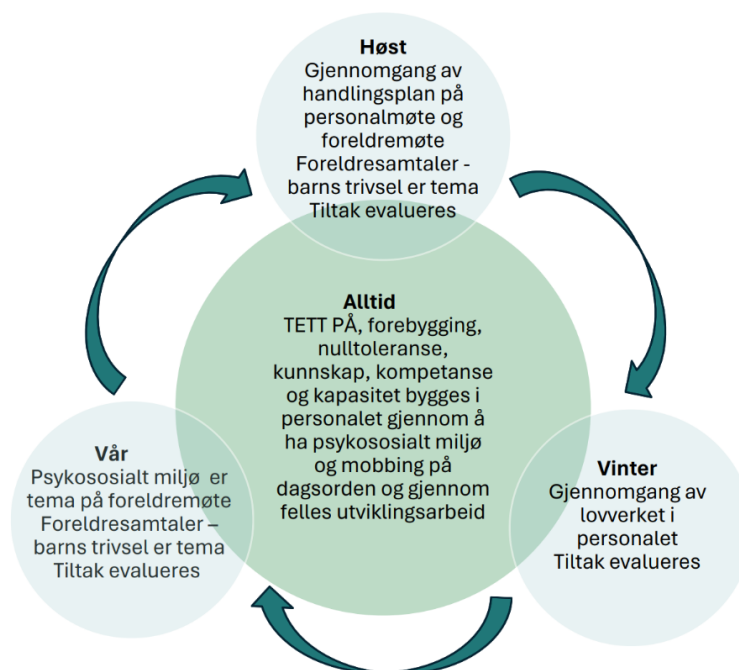 Høst
Gjennomgang av
handlingsplan på
personalmøte og
foreldremøte
Foreldresamtaler -
barns trivsel er tema
Tiltak evalueres
Alltid
TETT PÅ, forebygging,
nulltoleranse,
kunnskap, kompetanse
og kapasitet bygges i
personalet gjennom å
ha psykososialt miljø
og mobbing på
dagsorden og gjennom
felles utviklingsarbeid
Vår
Psykososialt miljø  er
tema på foreldremøte
Foreldresamtaler –
barns trivsel er tema
Tiltak evalueres
Vinter
Gjennomgang av
lovverket i
personalet
Tiltak evalueres